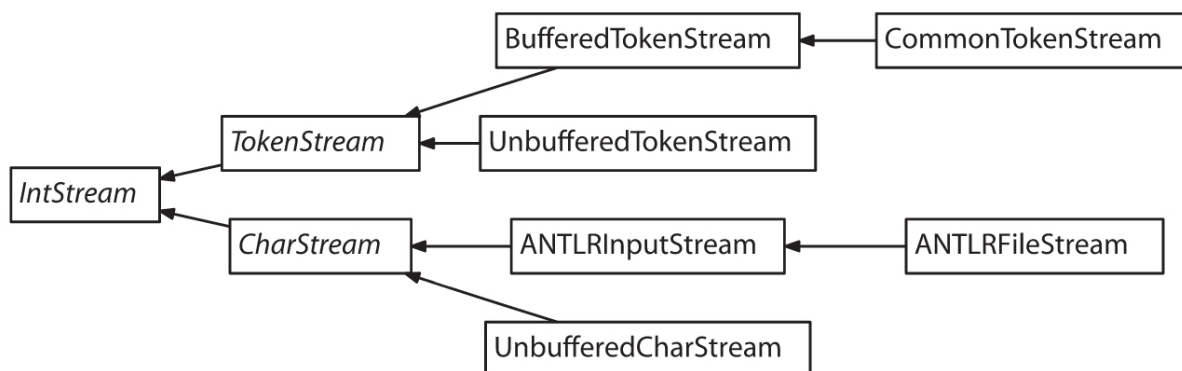 BufferedTokenStream
CommonTokenStream
TokenStream
UnbufferedTokenStream
IntStream
CharStream
ANTLRInputStream
ANTLRFileStream
UnbufferedCharStream